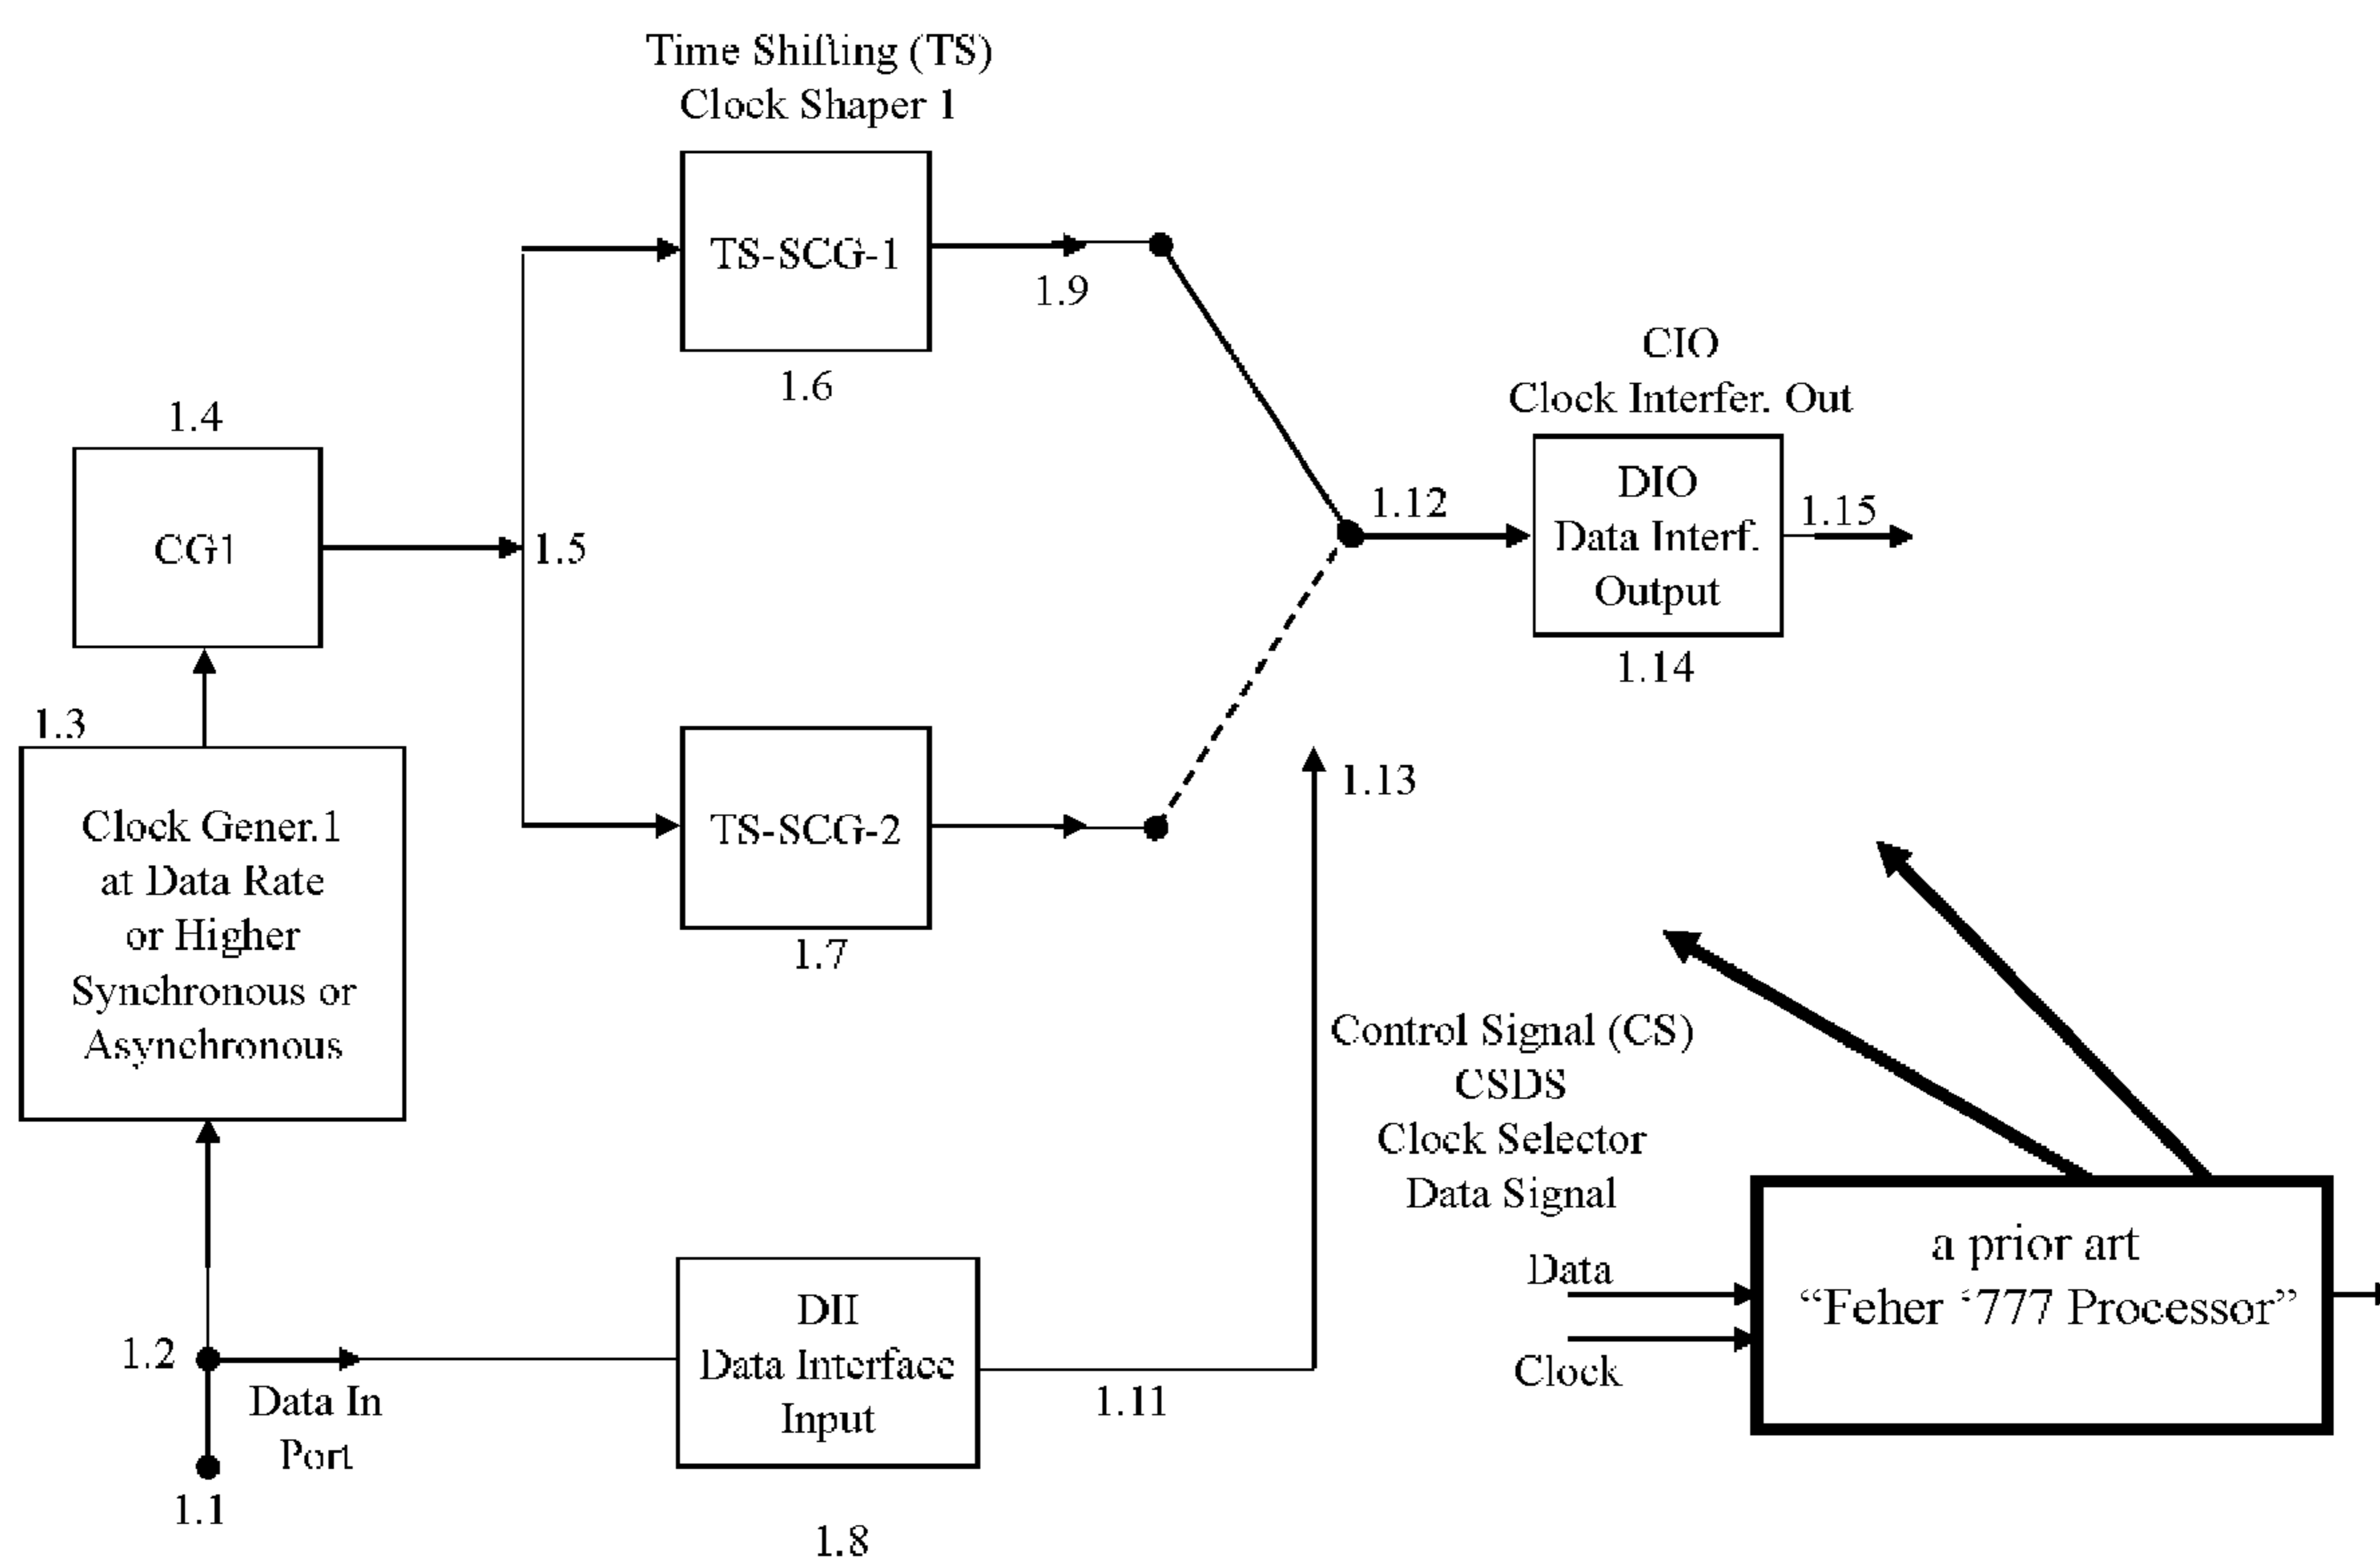 Time Shifting (TS)
Clock Shaper 1
TS-SCG-1
1.9
1.6
CIO
Clock Interfer. Out
DIO
Data Interf.
Output
1.12
1.15
1.14
1.4
CG1
1.5
1.3
Clock Gener.1
at Data Rate
or Higher
Synchronous or
Asynchronous
TS-SCG-2
1.7
1.13
Control Signal (CS)
CSDS
Clock Selector
Data Signal
Data
Clock
a prior art
“Feher ‘777 Processor”
1.2
Data In
Port
1.1
DII
Data Interface
Input
1.11
1.8